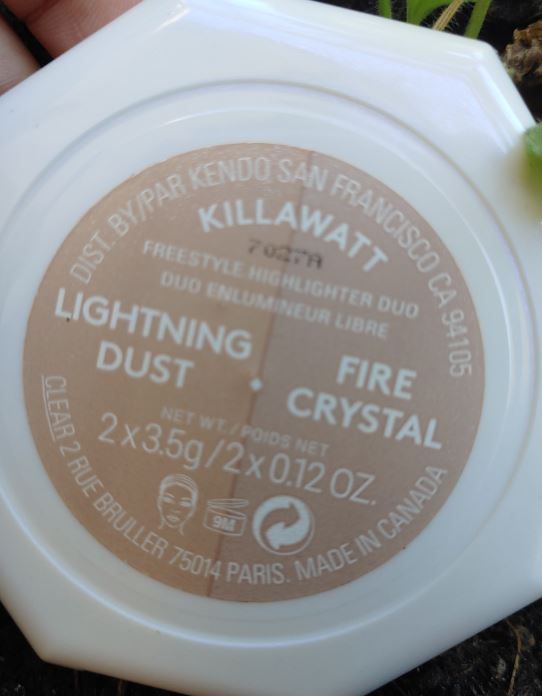 DIST. BY/PAR KENDO SAN FRANCISCO CA 94105
KILLAWATT
7027A
FREESTYLE HIGHLIGHTER DUO
DUO ENLUMINEUR LIBRE
LIGHTNING
DUST
FIRE
CRYSTAL
NET WT./POIDS NET
2 x 3.5g/2 x 0.12 OZ.
9M
CLEAR 2 RUE BRULLER 75014 PARIS. MADE IN CANADA